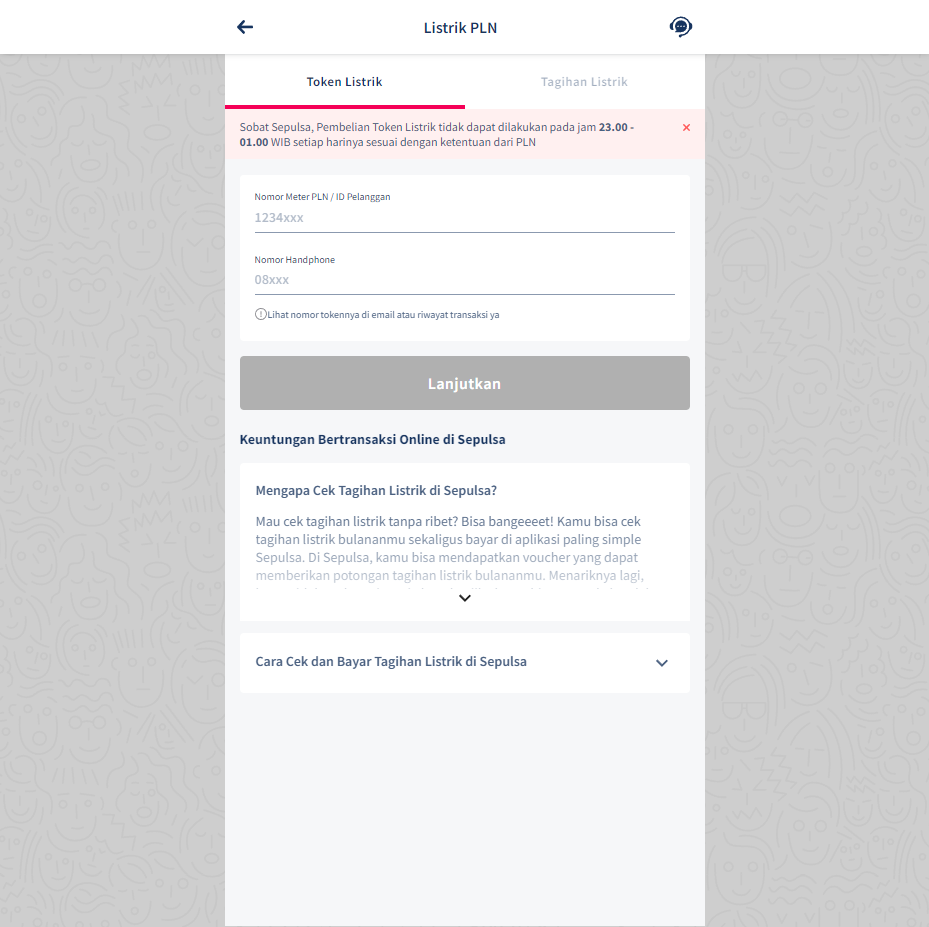 Listrik PLN
Token Listrik
Tagihan Listrik
Sobat Sepulsa, Pembelian Token Listrik tidak dapat dilakukan pada jam 23.00 -
01.00 WIB setiap harinya sesuai dengan ketentuan dari PLN
Nomor Meter PLN / ID Pelanggan
1234xxx
Nomor Handphone
08xxx
Lihat nomor tokennya di email atau riwayat transaksi ya
Lanjutkan
Keuntungan Bertransaksi Online di Sepulsa
Mengapa Cek Tagihan Listrik di Sepulsa?
Mau cek tagihan listrik tanpa ribet? Bisa bangeeeet! Kamu bisa cek
tagihan listrik bulananmu sekaligus bayar di aplikasi paling simple
Sepulsa. Di Sepulsa, kamu bisa mendapatkan voucher yang dapat
memberikan potongan tagihan listrik bulananmu. Menariknya lagi,
Cara Cek dan Bayar Tagihan Listrik di Sepulsa